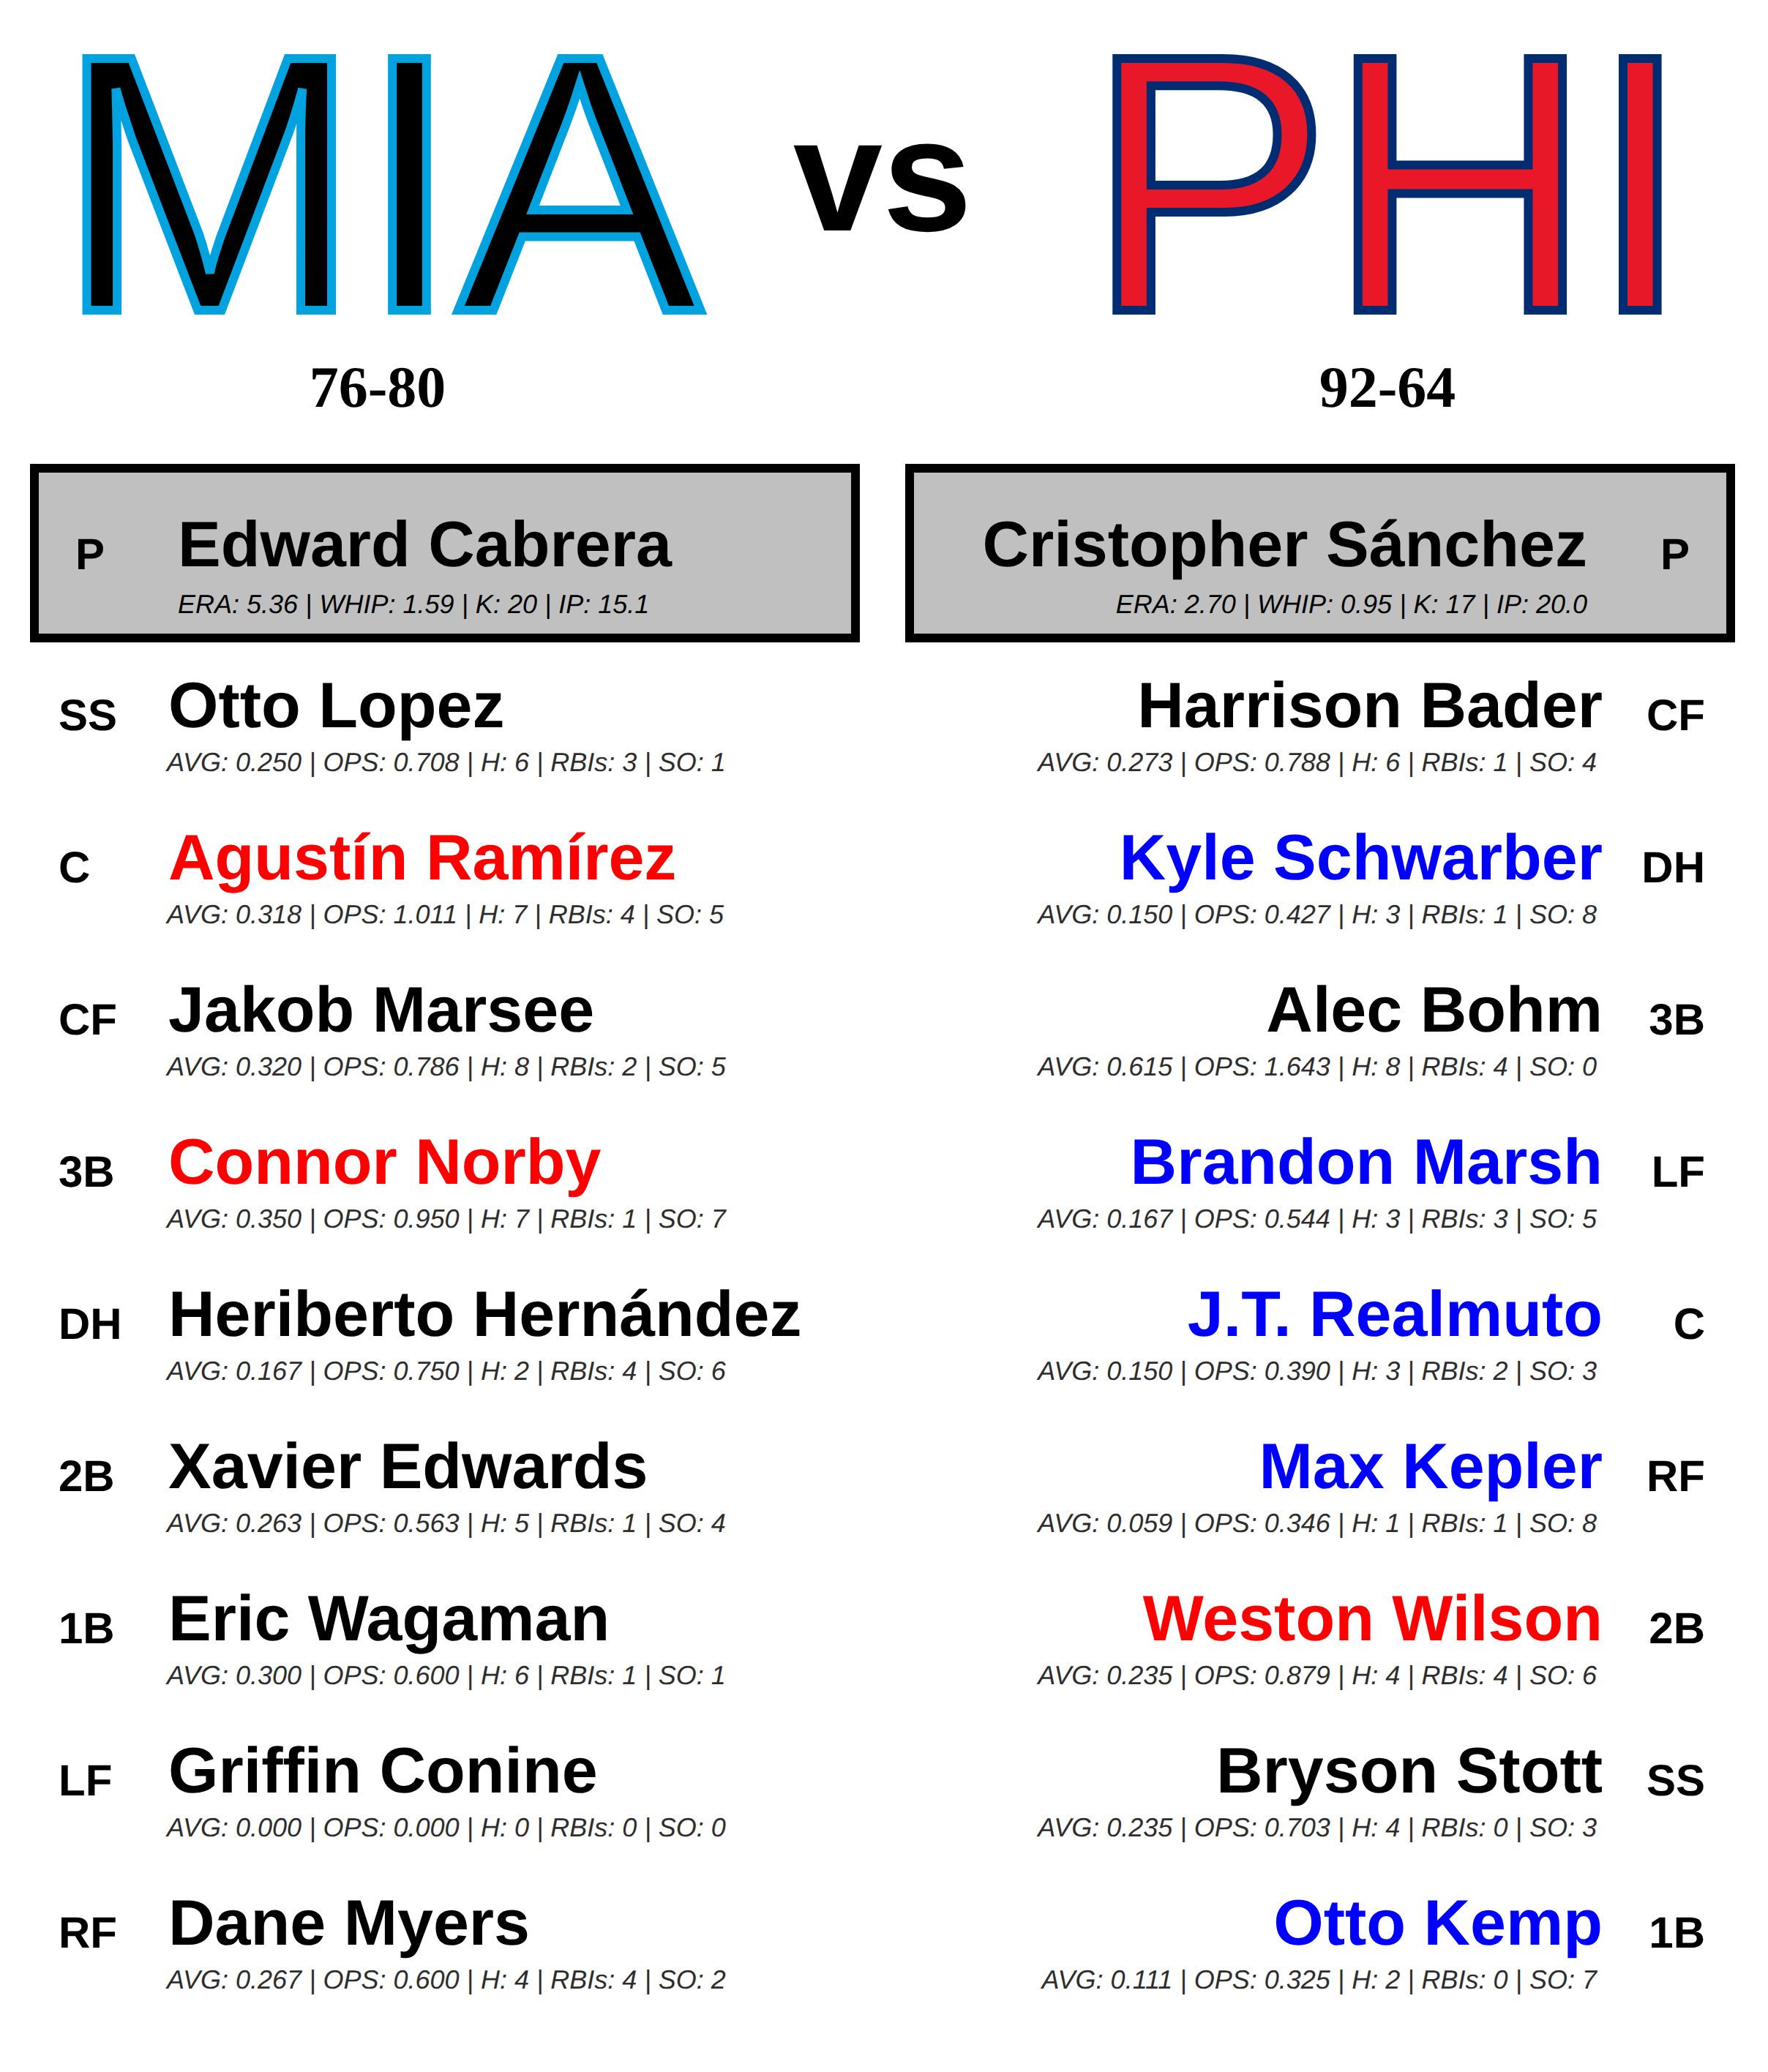 MIA vs PHI
76-80
92-64
P Edward Cabrera
ERA: 5.36 | WHIP: 1.59 | K: 20 | IP: 15.1
Cristopher Sánchez P
ERA: 2.70 | WHIP: 0.95 | K: 17 | IP: 20.0
SS Otto Lopez
AVG: 0.250 | OPS: 0.708 | H: 6 | RBIs: 3 | SO: 1
C Agustín Ramírez
AVG: 0.318 | OPS: 1.011 | H: 7 | RBIs: 4 | SO: 5
CF Jakob Marsee
AVG: 0.320 | OPS: 0.786 | H: 8 | RBIs: 2 | SO: 5
3B Connor Norby
AVG: 0.350 | OPS: 0.950 | H: 7 | RBIs: 1 | SO: 7
DH Heriberto Hernández
AVG: 0.167 | OPS: 0.750 | H: 2 | RBIs: 4 | SO: 6
2B Xavier Edwards
AVG: 0.263 | OPS: 0.563 | H: 5 | RBIs: 1 | SO: 4
1B Eric Wagaman
AVG: 0.300 | OPS: 0.600 | H: 6 | RBIs: 1 | SO: 1
LF Griffin Conine
AVG: 0.000 | OPS: 0.000 | H: 0 | RBIs: 0 | SO: 0
RF Dane Myers
AVG: 0.267 | OPS: 0.600 | H: 4 | RBIs: 4 | SO: 2
Harrison Bader CF
AVG: 0.273 | OPS: 0.788 | H: 6 | RBIs: 1 | SO: 4
Kyle Schwarber DH
AVG: 0.150 | OPS: 0.427 | H: 3 | RBIs: 1 | SO: 8
Alec Bohm 3B
AVG: 0.615 | OPS: 1.643 | H: 8 | RBIs: 4 | SO: 0
Brandon Marsh LF
AVG: 0.167 | OPS: 0.544 | H: 3 | RBIs: 3 | SO: 5
J.T. Realmuto C
AVG: 0.150 | OPS: 0.390 | H: 3 | RBIs: 2 | SO: 3
Max Kepler RF
AVG: 0.059 | OPS: 0.346 | H: 1 | RBIs: 1 | SO: 8
Weston Wilson 2B
AVG: 0.235 | OPS: 0.879 | H: 4 | RBIs: 4 | SO: 6
Bryson Stott SS
AVG: 0.235 | OPS: 0.703 | H: 4 | RBIs: 0 | SO: 3
Otto Kemp 1B
AVG: 0.111 | OPS: 0.325 | H: 2 | RBIs: 0 | SO: 7